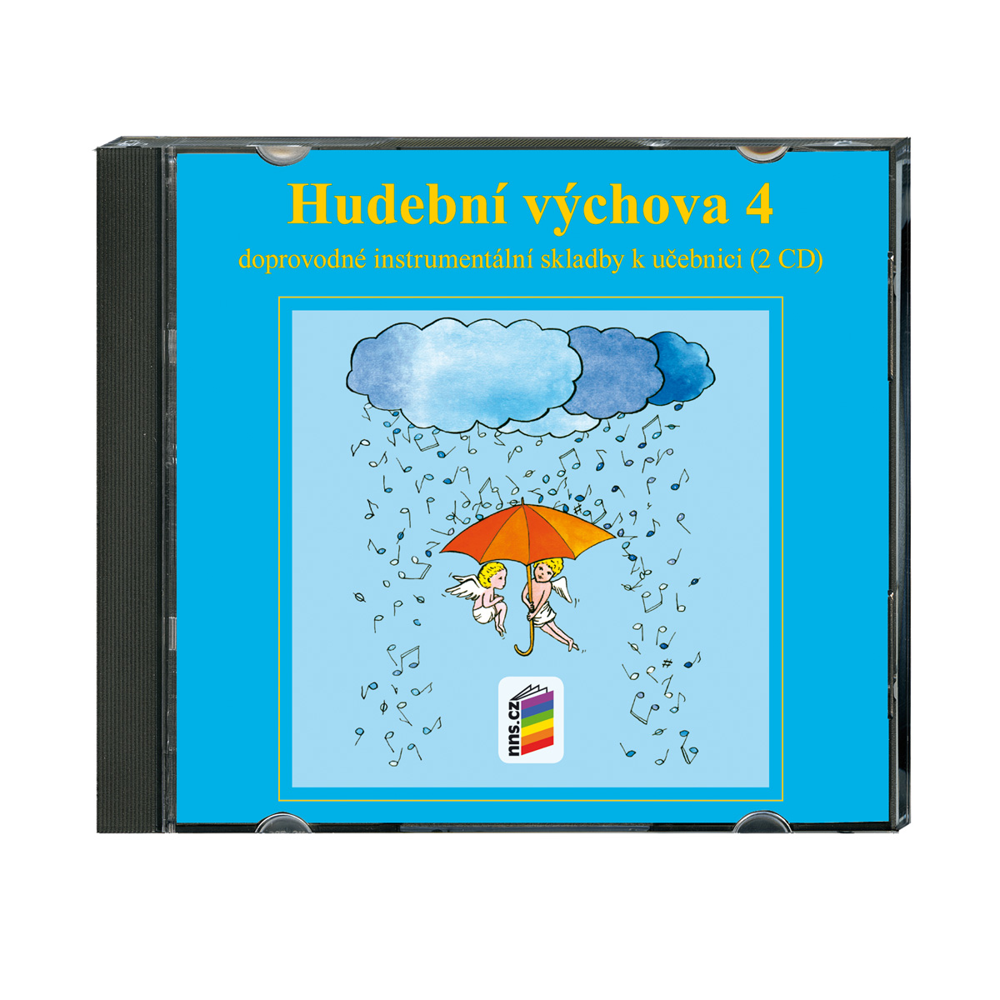 Hudební výchova 4
doprovodné instrumentální skladby k učebnici (2 CD)
nns.cz